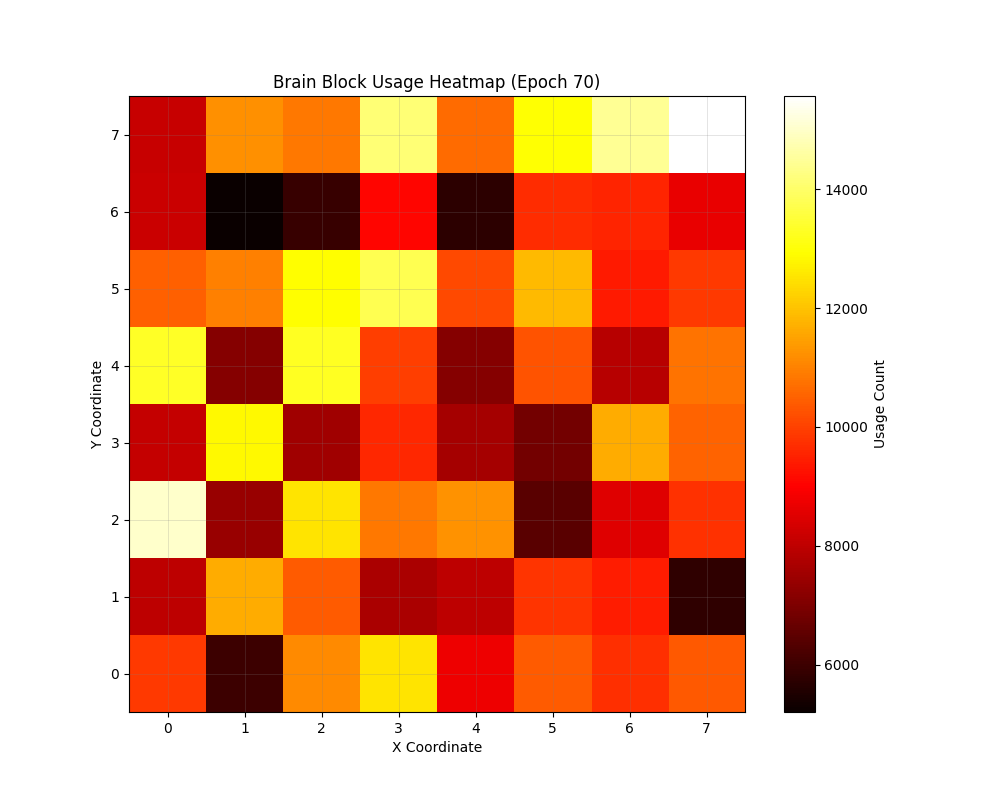 Brain Block Usage Heatmap (Epoch 70)
7
6
5
4
3
2
1
0
Y Coordinate
0 1 2 3 4 5 6 7
X Coordinate
14000
12000
10000
8000
6000
Usage Count